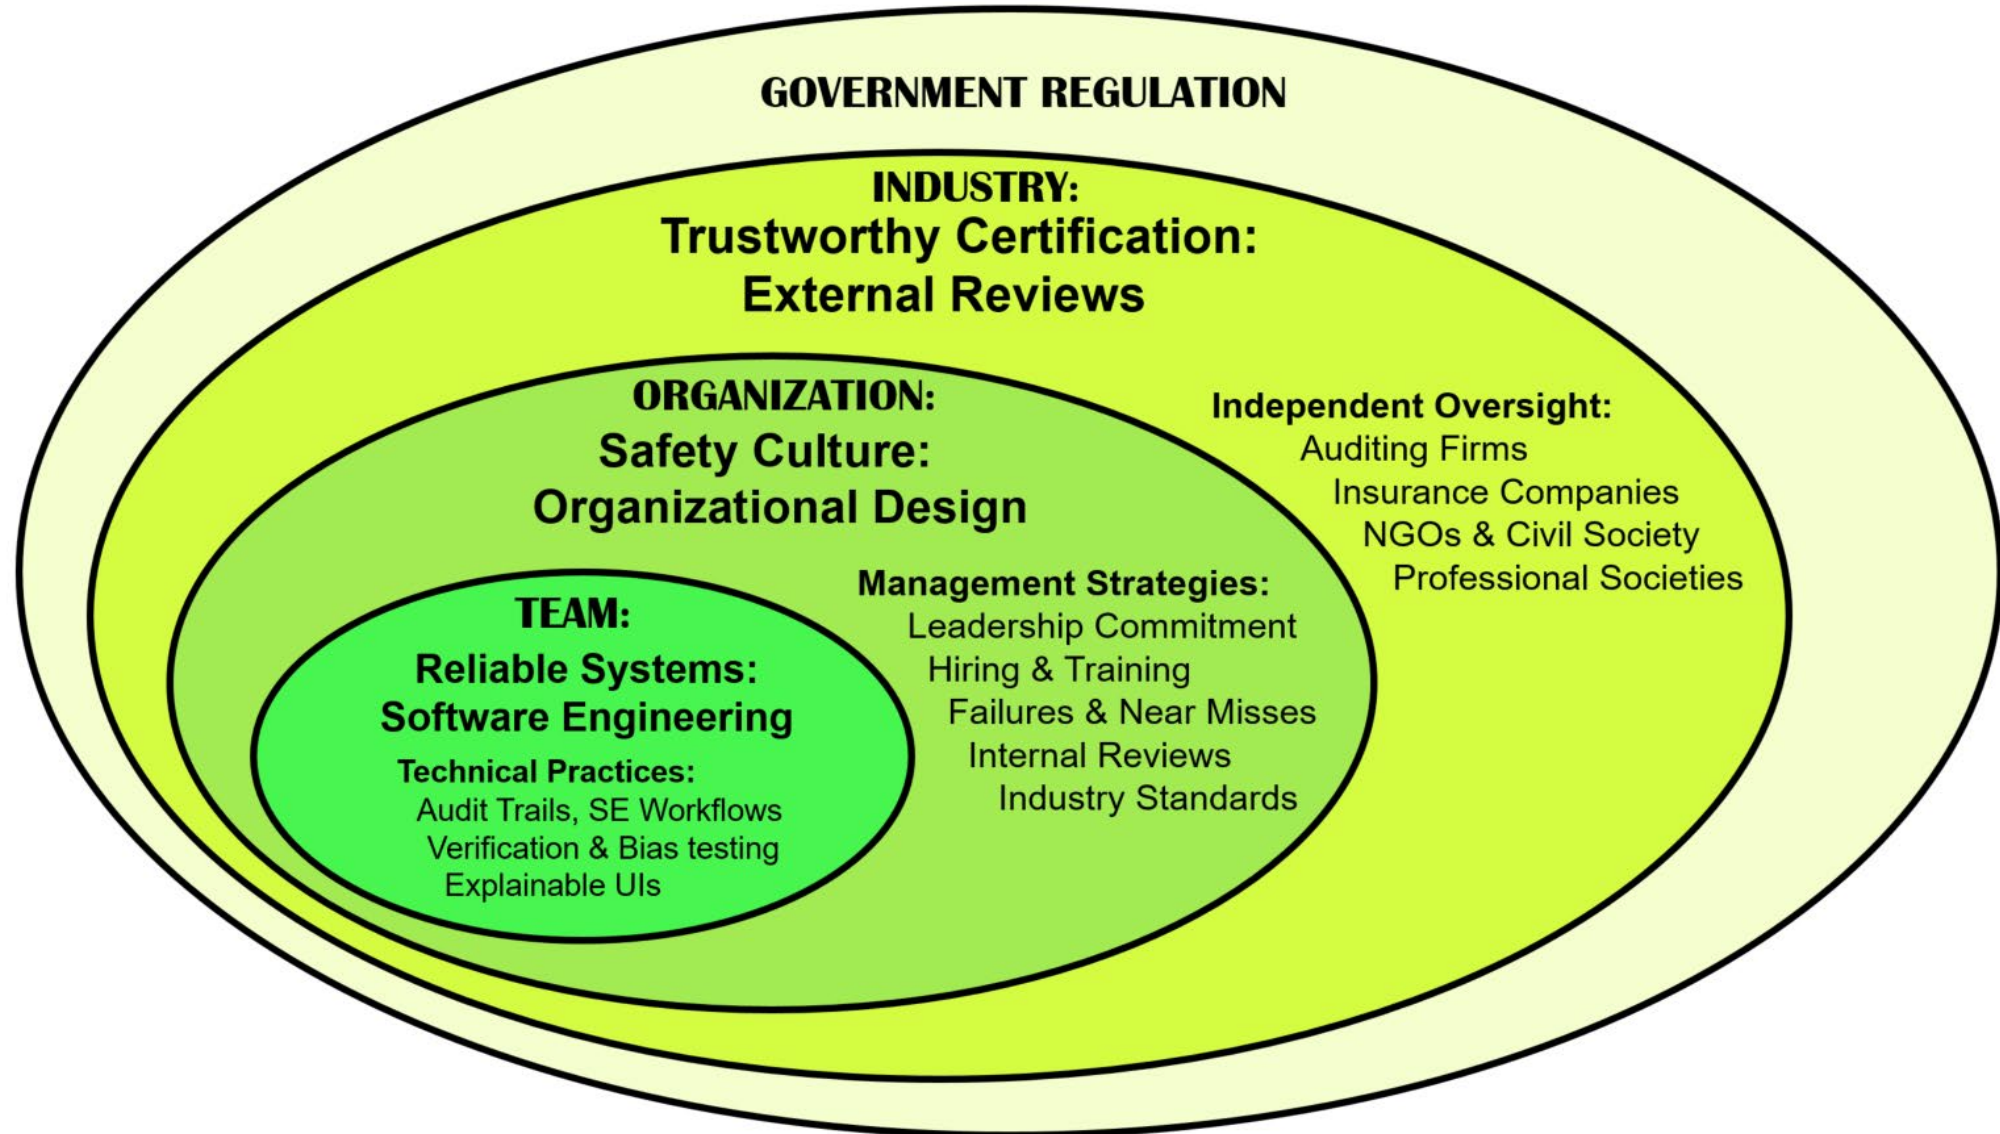 GOVERNMENT REGULATION
INDUSTRY:
Trustworthy Certification:
External Reviews
ORGANIZATION:
Safety Culture:
Organizational Design
Independent Oversight:
Auditing Firms
Insurance Companies
NGOs & Civil Society
Professional Societies
Management Strategies:
Leadership Commitment
Hiring & Training
Failures & Near Misses
Internal Reviews
Industry Standards
TEAM:
Reliable Systems:
Software Engineering
Technical Practices:
Audit Trails, SE Workflows
Verification & Bias testing
Explainable UIs